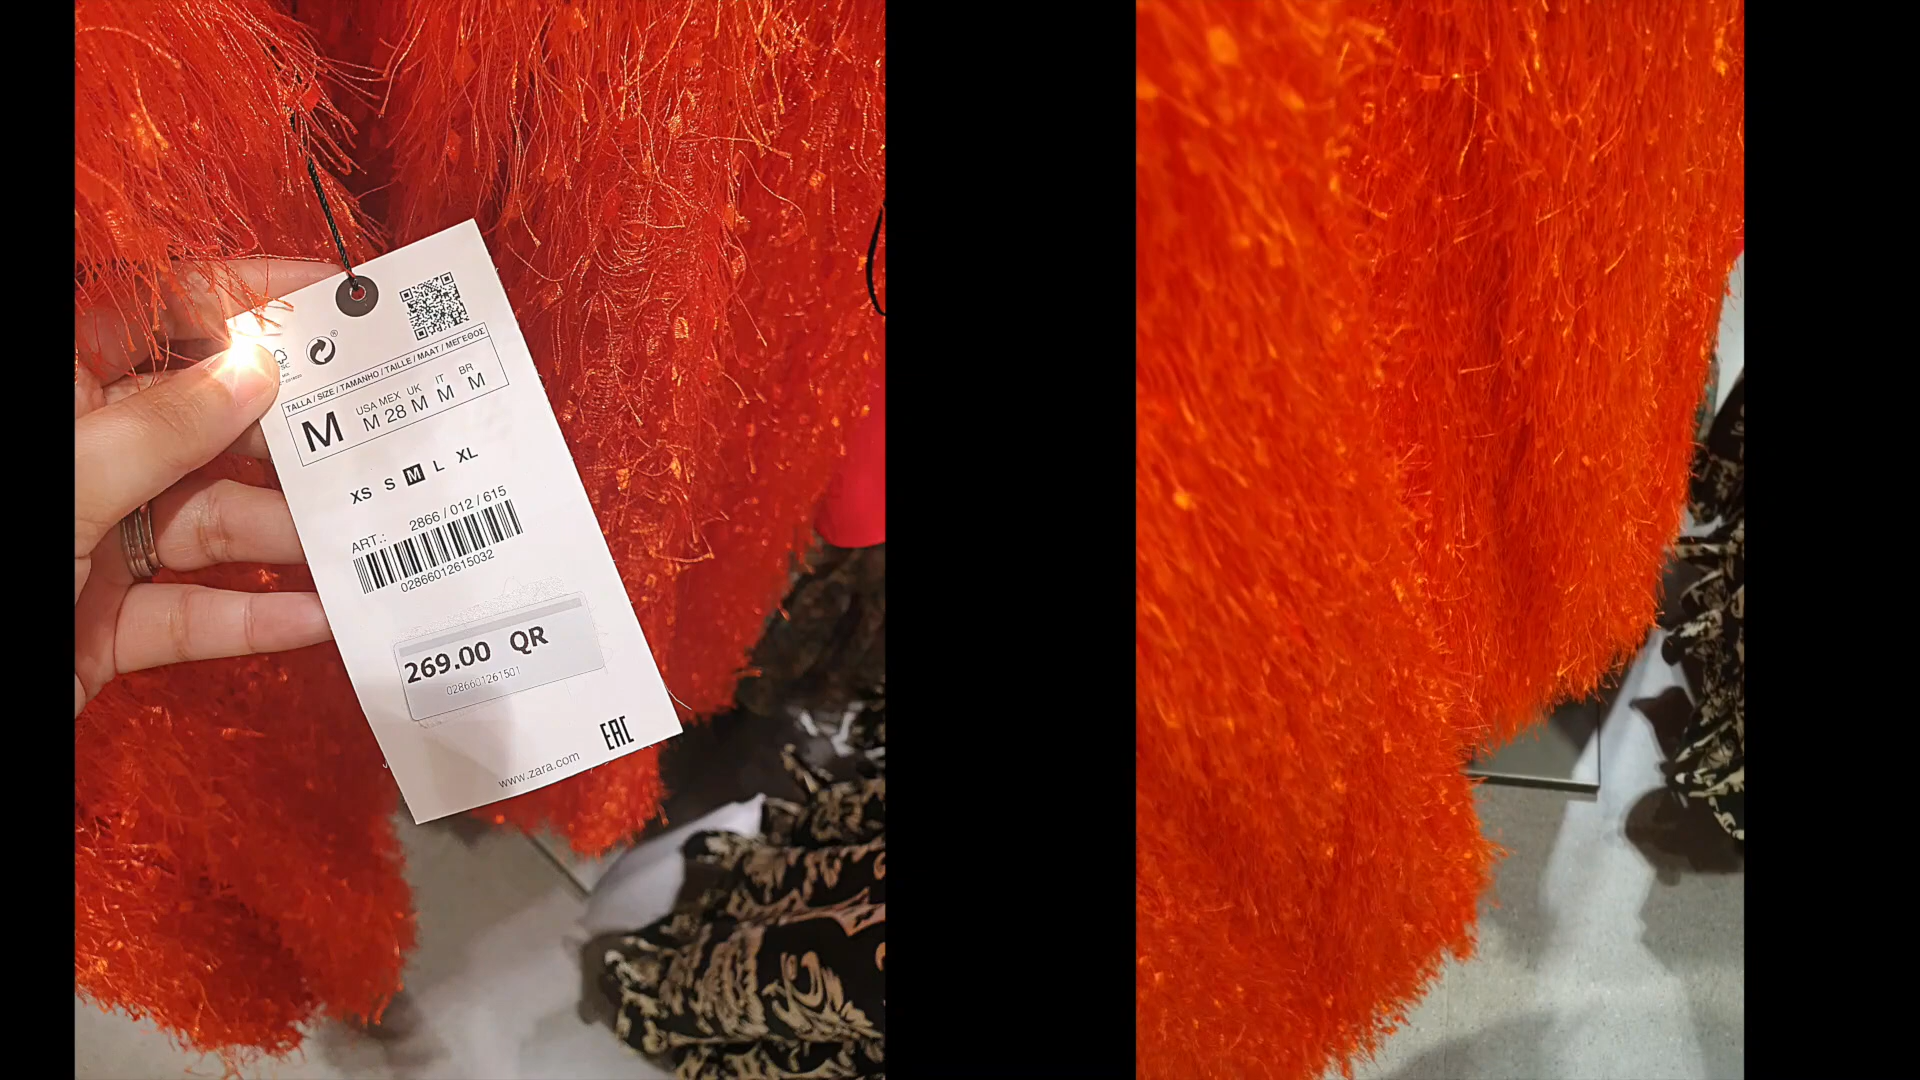 TALLA / SIZE / TAMANHO / TAILLE / MAAT / ΜΕΓΕΘΟΣ
M
USA MEX UK IT BR
M 28 M M M
XS S M L XL
ART.: 2866 / 012 / 615
02866012615032
269.00 QR
0286601261501
EAC
www.zara.com